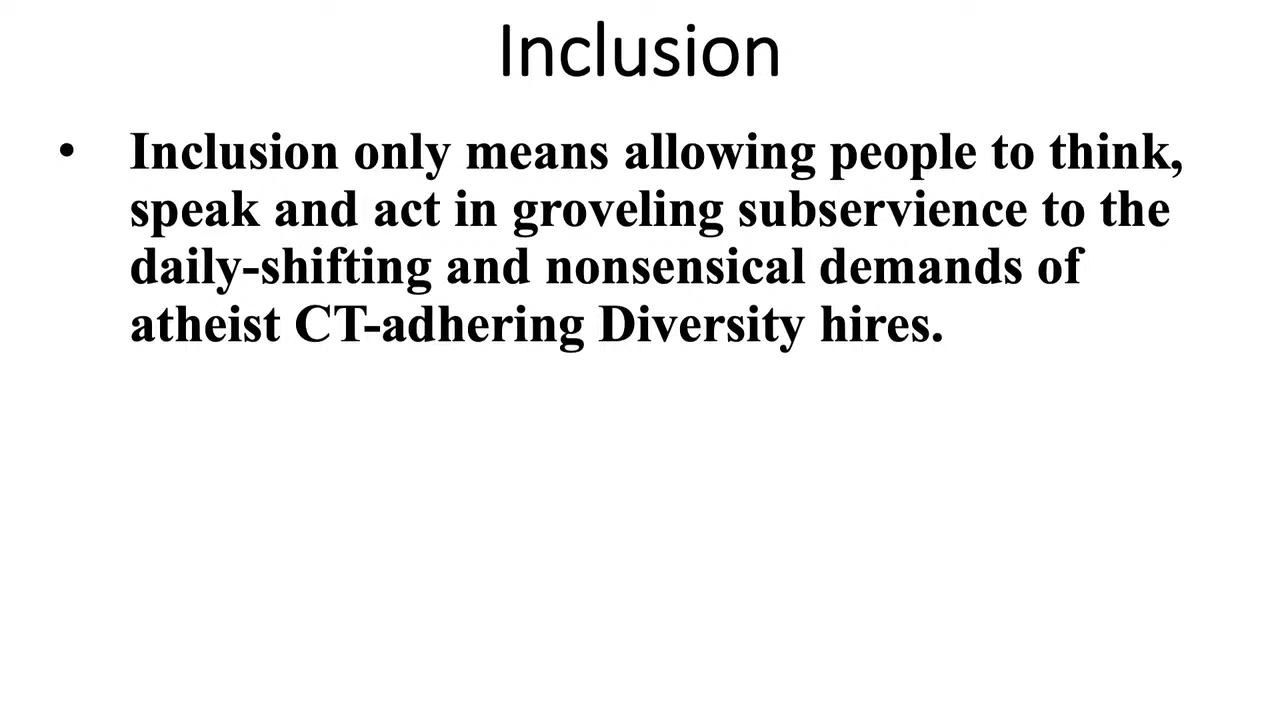 Inclusion
• Inclusion only means allowing people to think,
speak and act in groveling subservience to the
daily-shifting and nonsensical demands of
atheist CT-adhering Diversity hires.